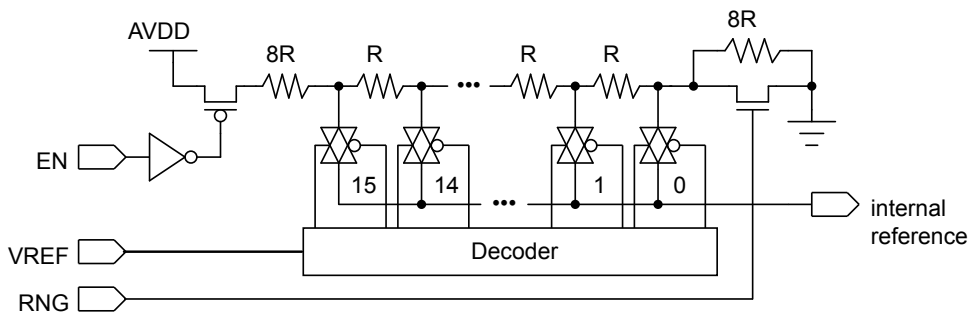 AVDD
8R
8R R R R
EN
15 14 1 0
internal
reference
VREF
Decoder
RNG